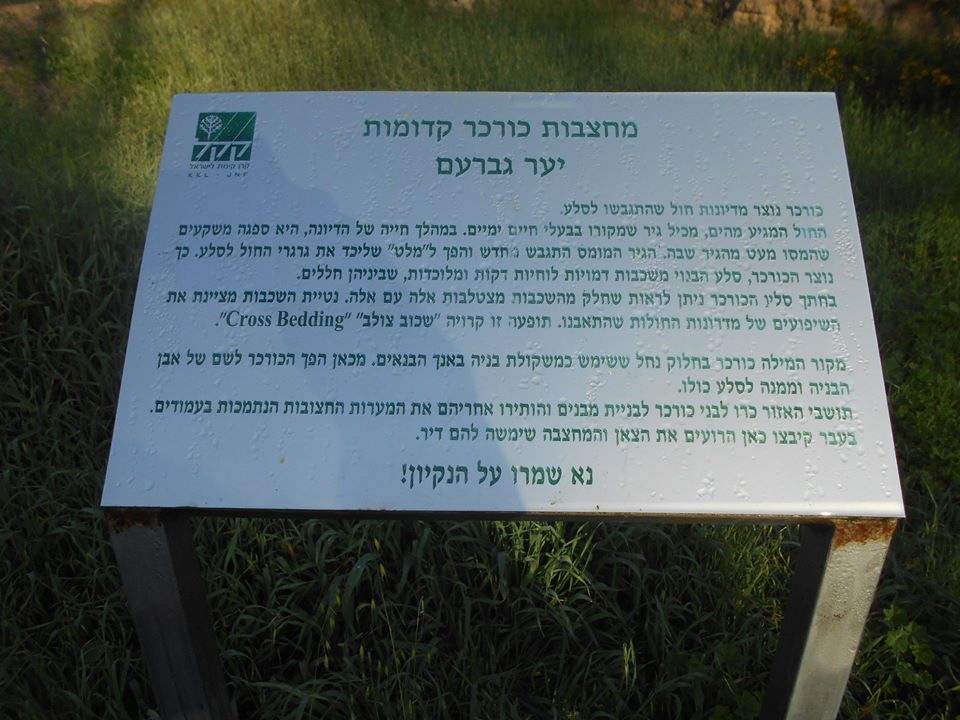 קק"ל
קרן קימת לישראל
KKL - JNF
מחצבות כורכר קדומות
יער גברעם
כורכר נוצר מדיונות חול שהתגבשו לסלע.
החול המגיע מהים, מכיל גיר שמקורו בבעלי חיים ימיים. במהלך חייה של הדיונה, היא ספגה משקעים
שהמסו מעט מהגיר שבה. הגיר המומס התגבש מחדש והפך ל"מלט" שליכד את גרגרי החול לסלע. כך
נוצר הכורכר, סלע הבנוי משכבות דמויות לוחיות דקות ומלוכדות, שביניהן חללים.
בחתך סלע הכורכר ניתן לראות שחלק מהשכבות מצטלבות אלה עם אלה. נטיית השכבות מציינת את
השיפועים של מדרונות החולות שהתאבנו. תופעה זו קרויה "שכוב צולב" "Cross Bedding".
מקור המילה כורכר בחלוק נחל ששימש כמשקולת בניה באנך הבנאים. מכאן הפך הכורכר לשם של אבן
הבניה וממנה לסלע כולו.
תושבי האזור כרו לבני כורכר לבניית מבנים והותירו אחריהם את המערות החצובות הנתמכות בעמודים.
בעבר קיבצו כאן הרועים את הצאן והמחצבה שימשה להם דיר.
נא שמרו על הנקיון!